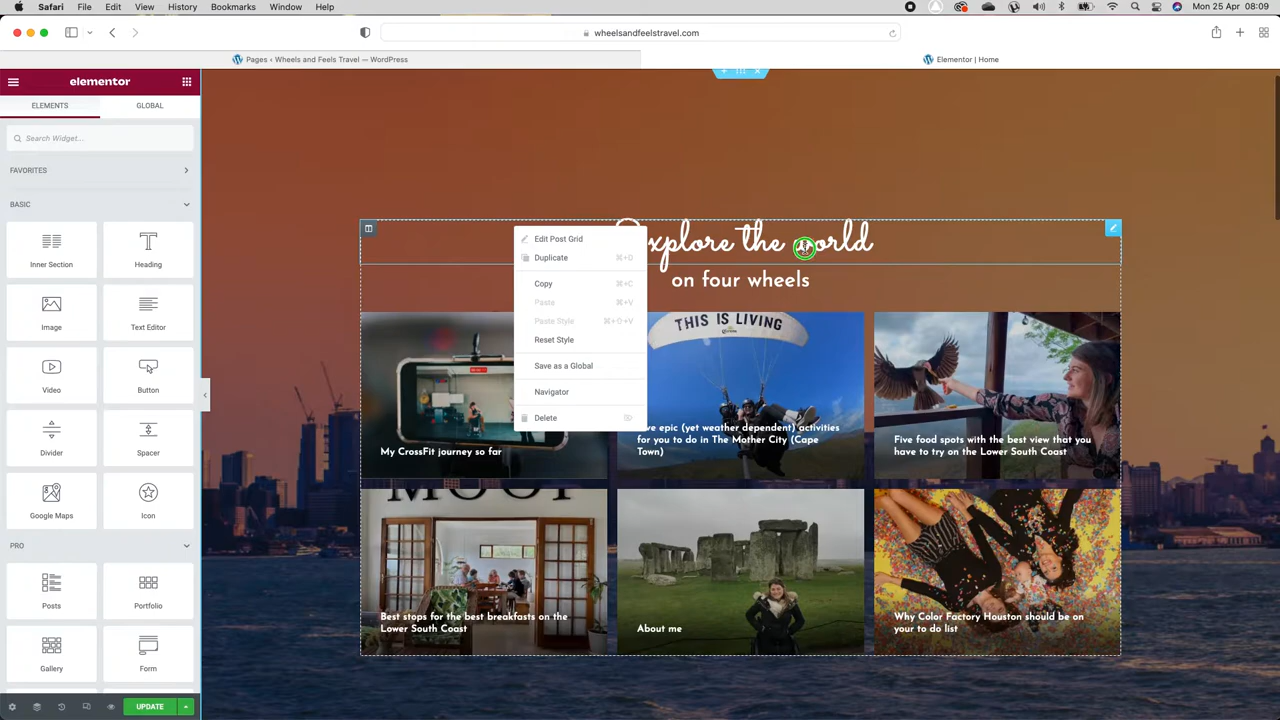 Safari File Edit View History Bookmarks Window Help Mon 25 Apr 08:09
wheelsandfeelstravel.com
Pages ‹ Wheels and Feels Travel — WordPress
Elementor | Home
elementor
ELEMENTS GLOBAL
Search Widget...
FAVORITES
BASIC
Inner Section Heading
Image Text Editor
Video Button
Divider Spacer
Google Maps Icon
PRO
Posts Portfolio
Gallery Form
UPDATE
Explore the world
on four wheels
Edit Post Grid
Duplicate ⌘+D
Copy ⌘+C
Paste ⌘+V
Paste Style ⌘+⇧+V
Reset Style
Save as a Global
Navigator
Delete
My CrossFit journey so far
THIS IS LIVING
epic (yet weather dependent) activities
for you to do in The Mother City (Cape
Town)
Five food spots with the best view that you
have to try on the Lower South Coast
Best stops for the best breakfasts on the
Lower South Coast
About me
Why Color Factory Houston should be on
your to do list